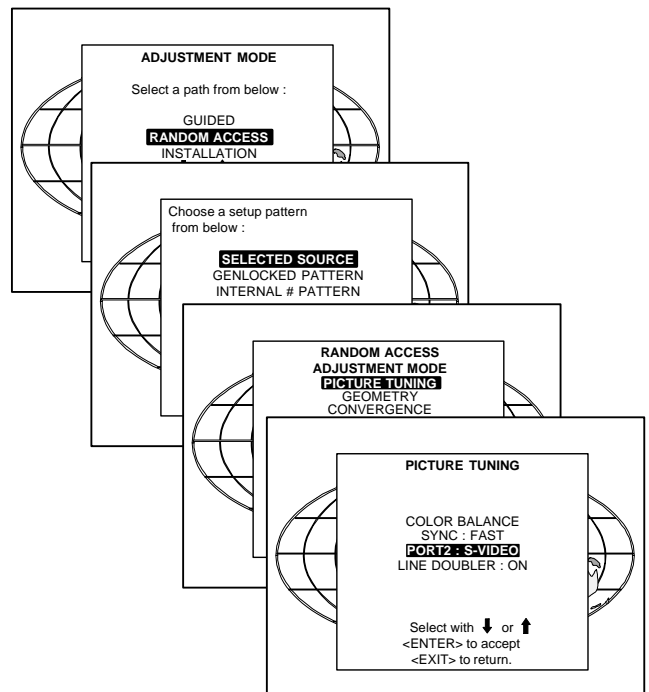 ADJUSTMENT MODE
Select a path from below :
GUIDED
RANDOM ACCESS
INSTALLATION
Choose a setup pattern
from below :
SELECTED SOURCE
GENLOCKED PATTERN
INTERNAL # PATTERN
RANDOM ACCESS
ADJUSTMENT MODE
PICTURE TUNING
GEOMETRY
CONVERGENCE
PICTURE TUNING
COLOR BALANCE
SYNC : FAST
PORT2 : S-VIDEO
LINE DOUBLER : ON
Select with ⬇ or ⬆
<ENTER> to accept
<EXIT> to return.